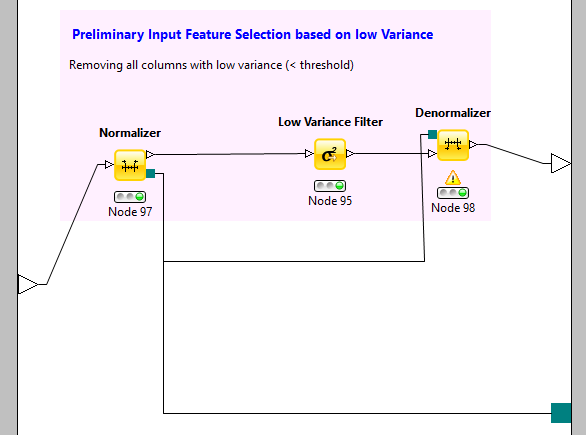 Preliminary Input Feature Selection based on low Variance
Removing all columns with low variance (< threshold)
Normalizer
Low Variance Filter
Denormalizer
σ²
Node 97
Node 95
Node 98